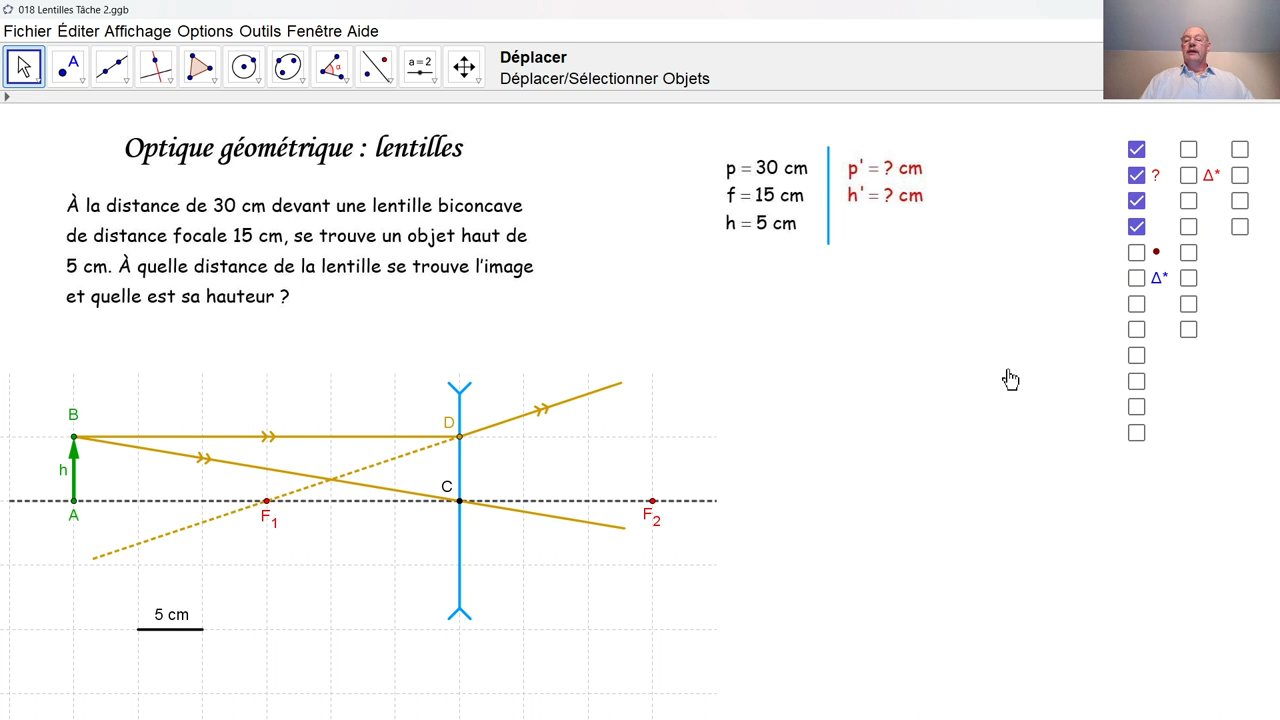 018 Lentilles Tâche 2.ggb
Fichier Éditer Affichage Options Outils Fenêtre Aide
A
α
a=2
Déplacer
Déplacer/Sélectionner Objets
Optique géométrique : lentilles
À la distance de 30 cm devant une lentille biconcave
de distance focale 15 cm, se trouve un objet haut de
5 cm. À quelle distance de la lentille se trouve l'image
et quelle est sa hauteur ?
p = 30 cm
f = 15 cm
h = 5 cm
p' = ? cm
h' = ? cm
?
Δ*
Δ*
B
D
h
C
A
F1
F2
5 cm